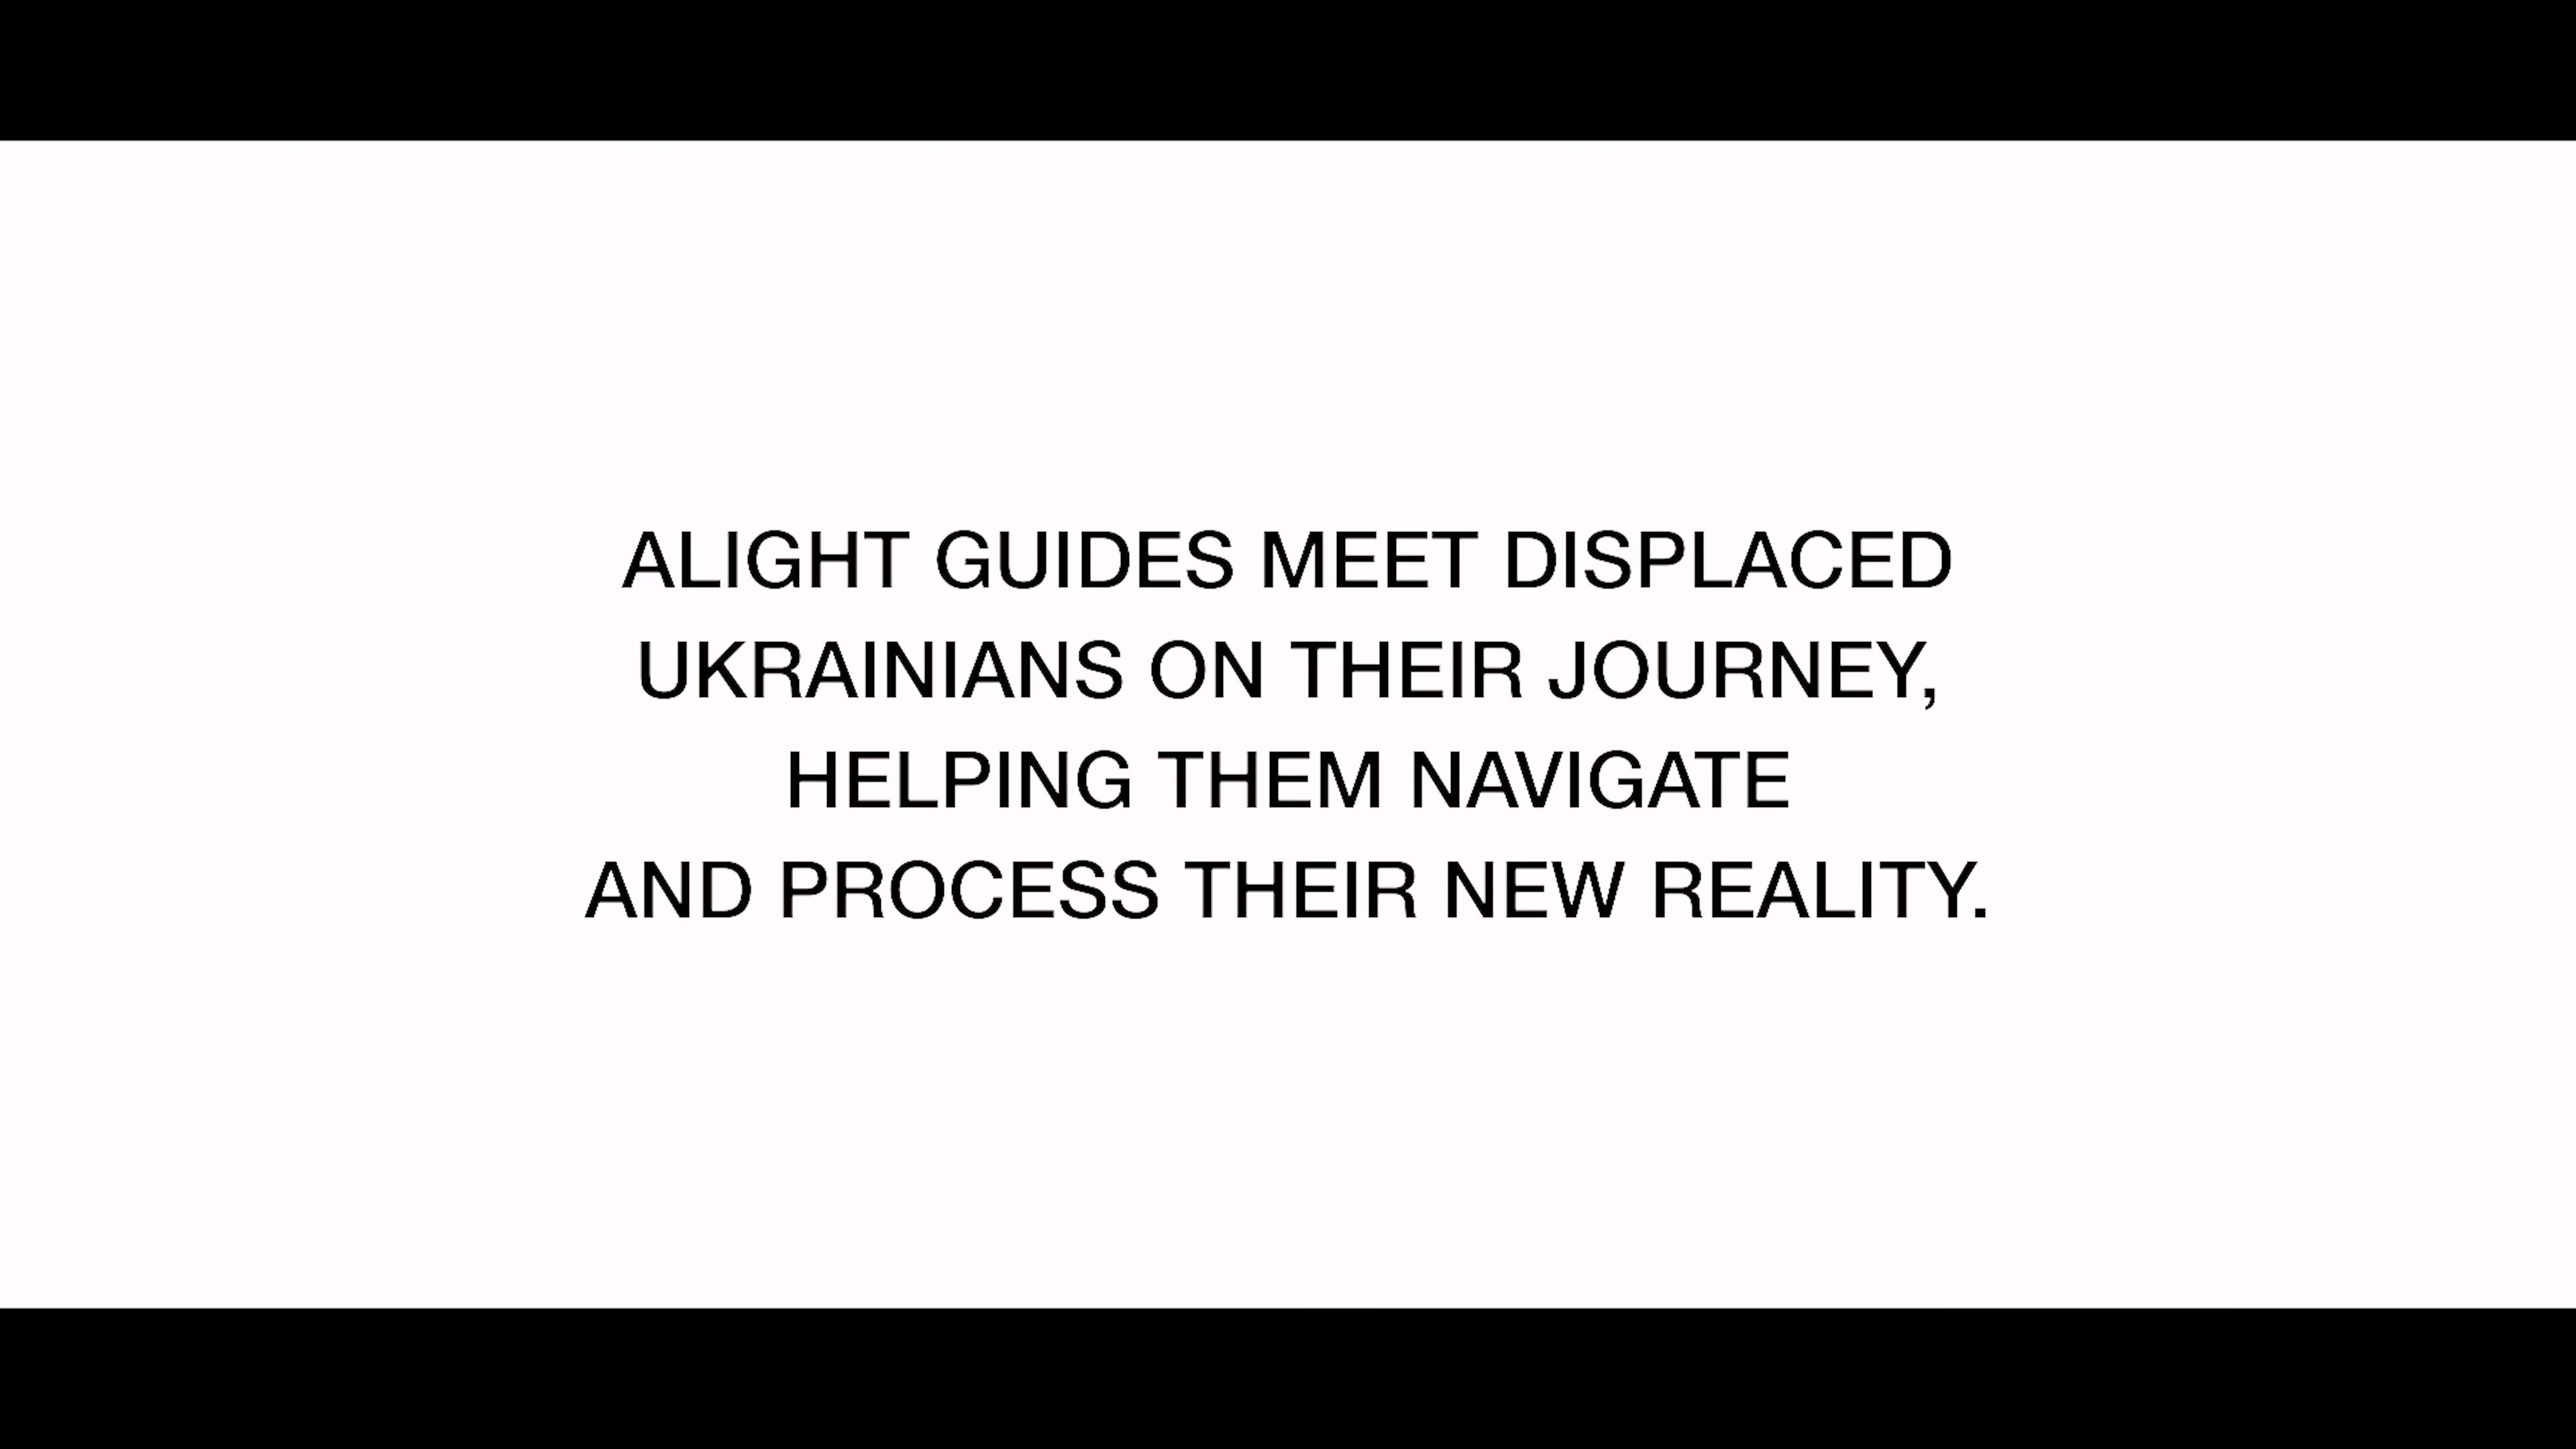 ALIGHT GUIDES MEET DISPLACED
UKRAINIANS ON THEIR JOURNEY,
HELPING THEM NAVIGATE
AND PROCESS THEIR NEW REALITY.